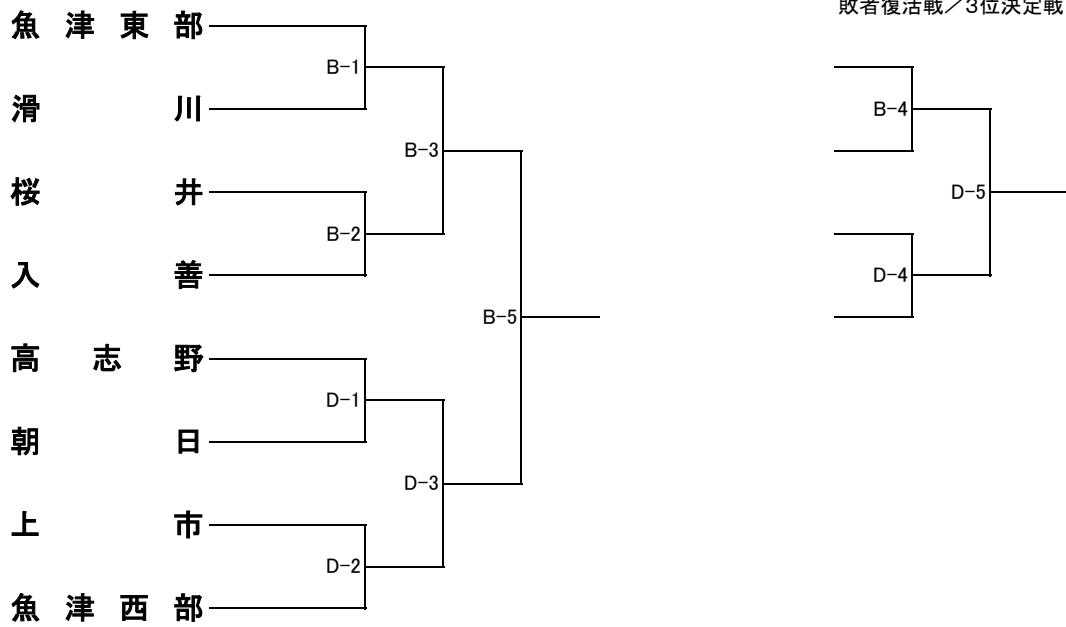 敗者復活戦／3位決定戦
魚津東部
B-1
滑川
B-4
B-3
桜井
D-5
B-2
入善
D-4
B-5
高志野
D-1
朝日
D-3
上市
D-2
魚津西部